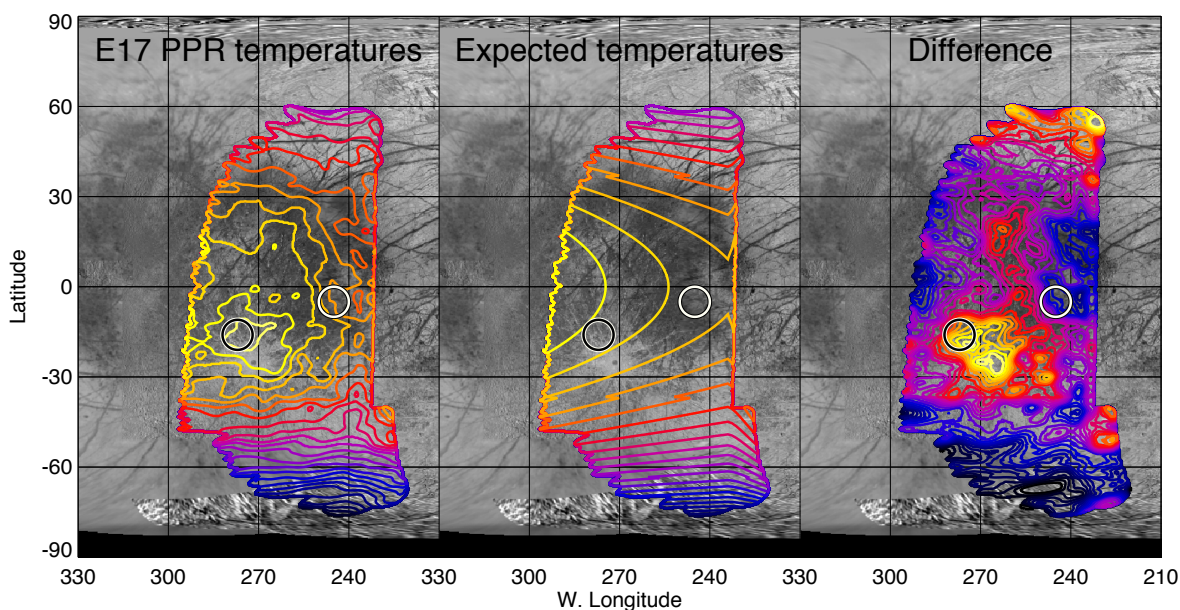 E17 PPR temperatures Expected temperatures Difference
90
60
30
0
-30
-60
-90
Latitude
330 300 270 240 330 300 270 240 330 300 270 240 210
W. Longitude